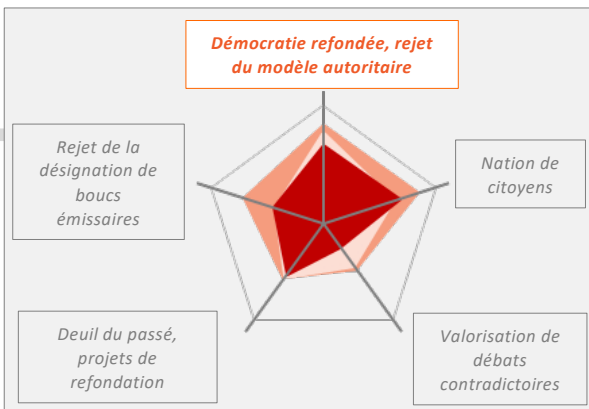 Démocratie refondée, rejet
du modèle autoritaire
Rejet de la
désignation de
boucs
émissaires
Nation de
citoyens
Deuil du passé,
projets de
refondation
Valorisation de
débats
contradictoires